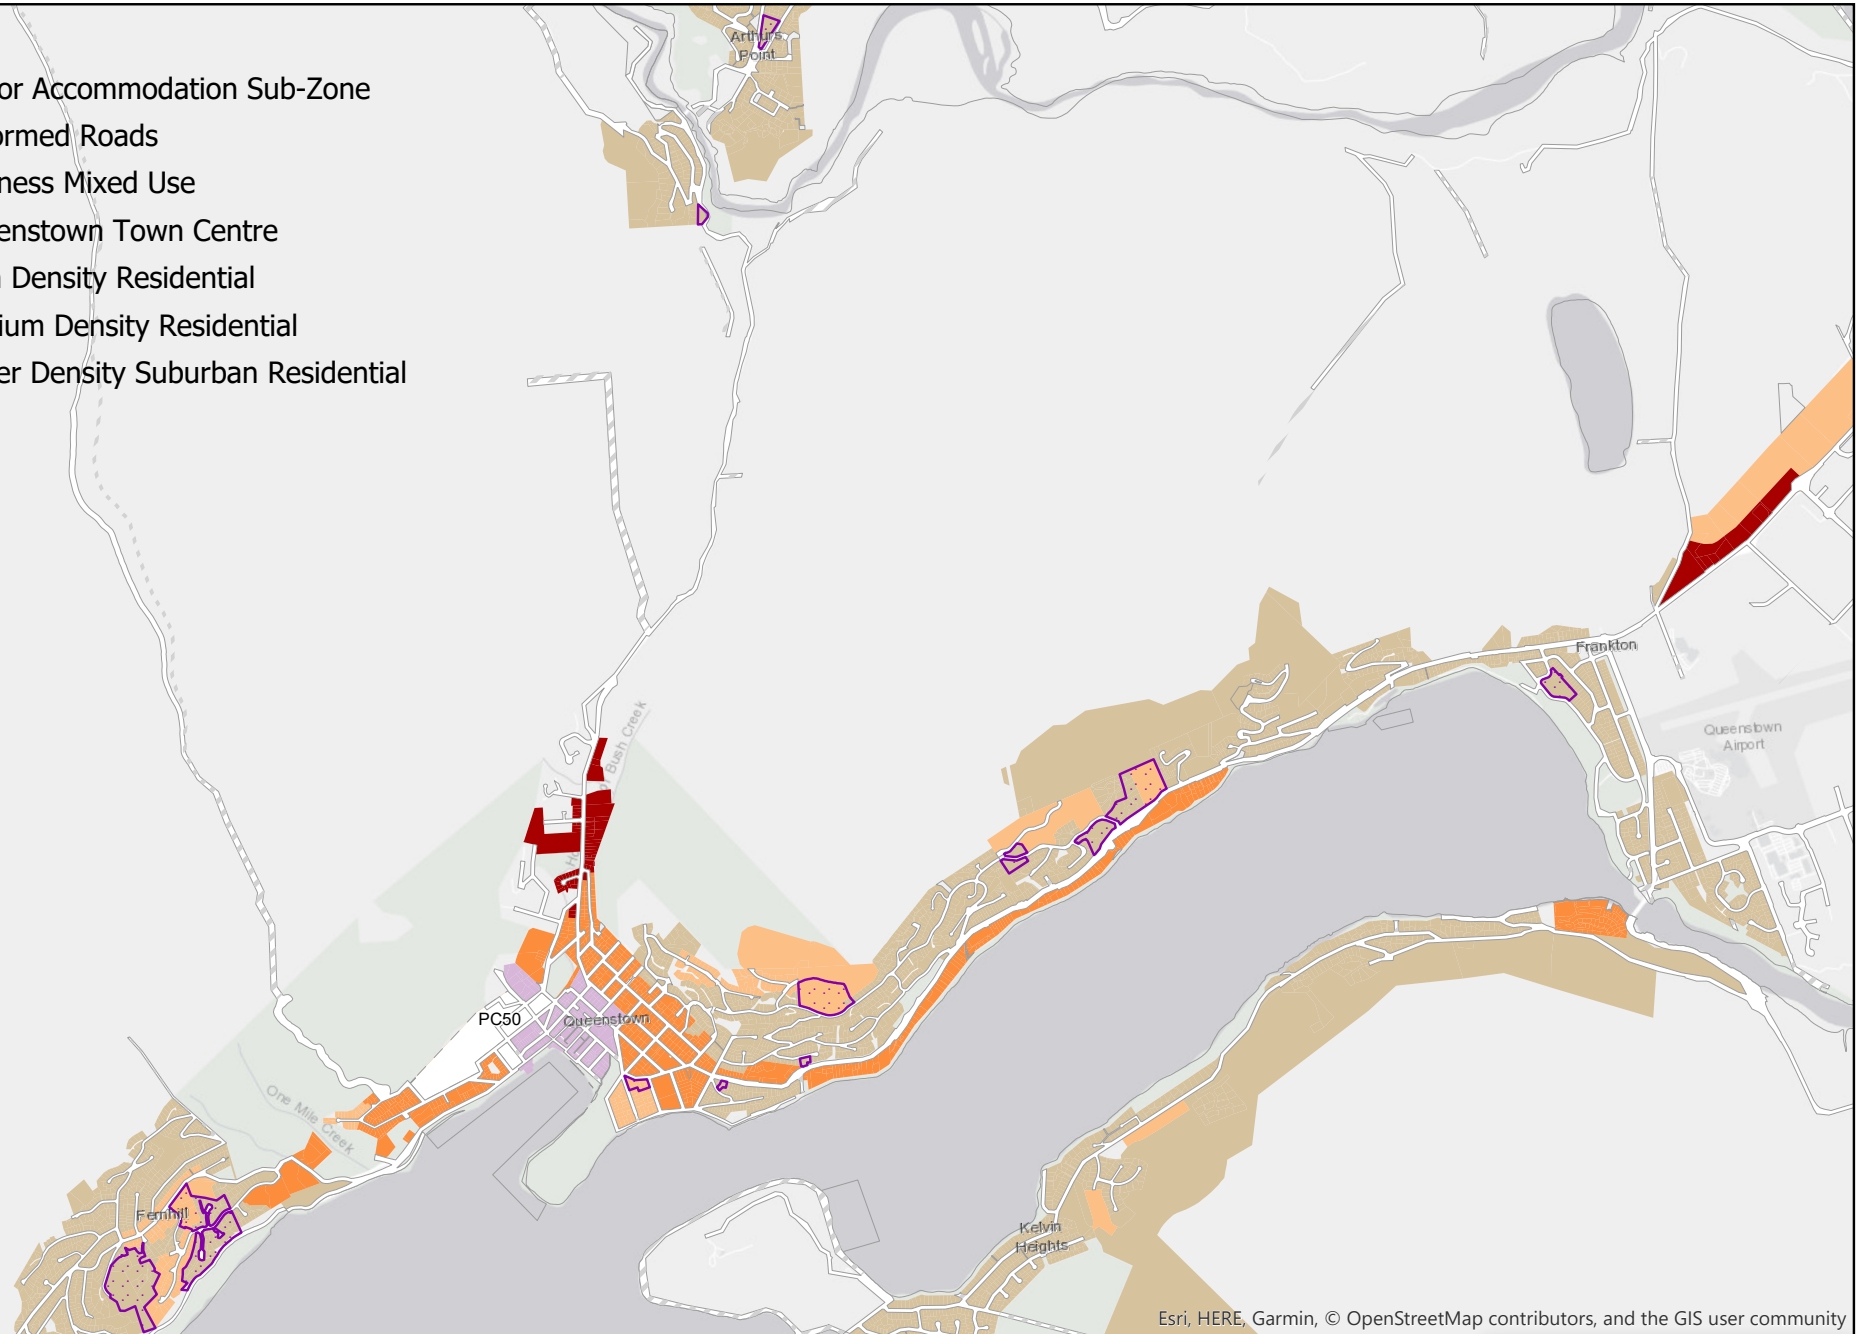 Arthurs
Point
or Accommodation Sub-Zone
ormed Roads
ness Mixed Use
enstown Town Centre
Density Residential
ium Density Residential
er Density Suburban Residential
Frankton
Queenstown
Airport
Bush Creek
PC50
Queenstown
One Mile Creek
Fernhill
Kelvin
Heights
Esri, HERE, Garmin, © OpenStreetMap contributors, and the GIS user community